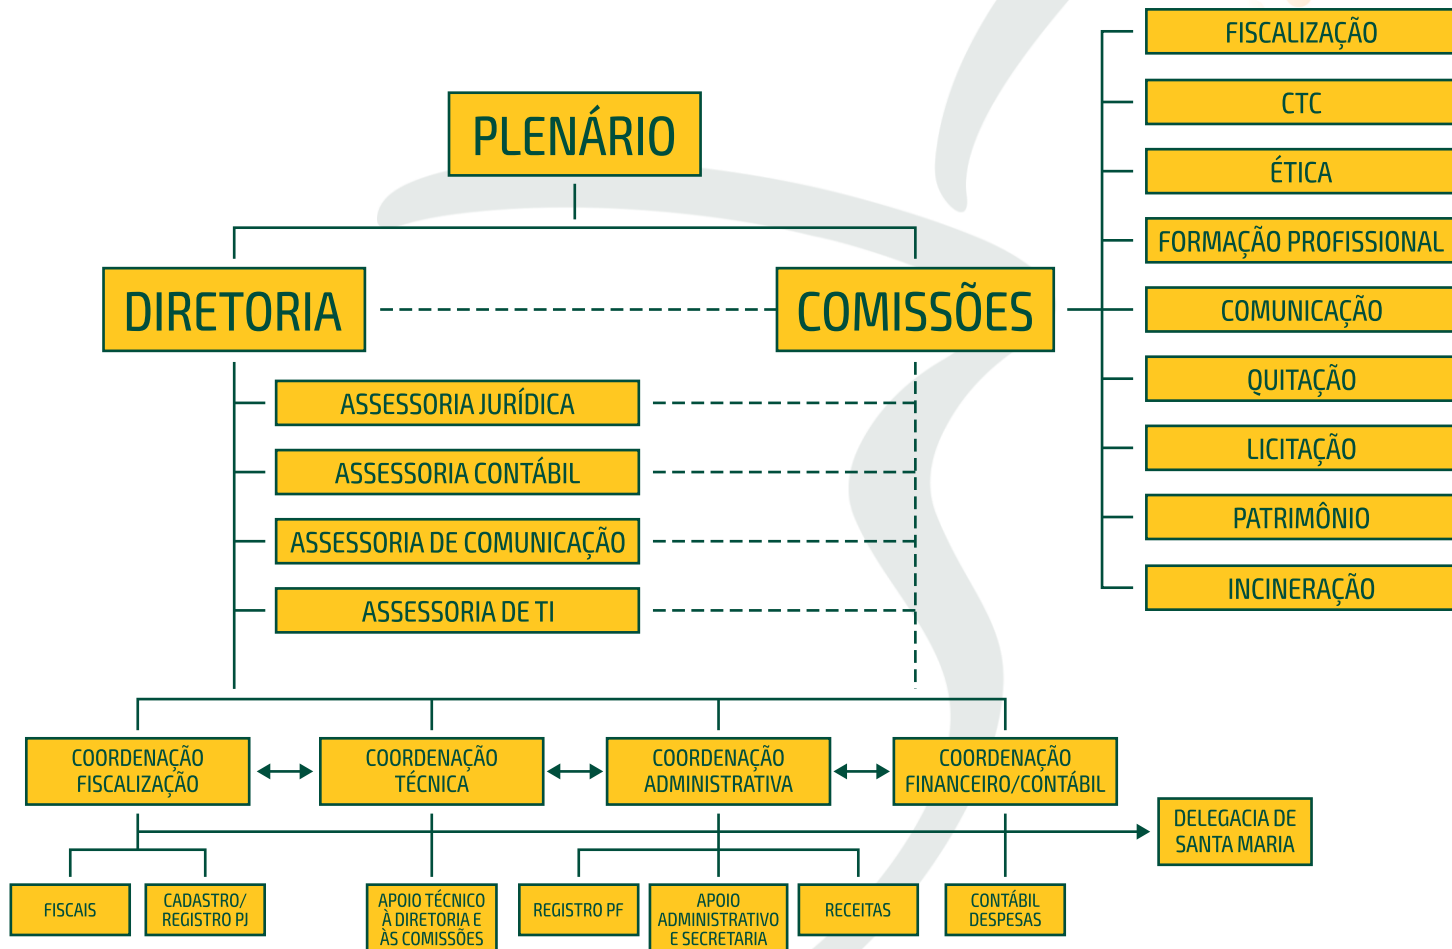 PLENÁRIO
DIRETORIA
COMISSÕES
FISCALIZAÇÃO
CTC
ÉTICA
FORMAÇÃO PROFISSIONAL
COMUNICAÇÃO
QUITAÇÃO
LICITAÇÃO
PATRIMÔNIO
INCINERAÇÃO
ASSESSORIA JURÍDICA
ASSESSORIA CONTÁBIL
ASSESSORIA DE COMUNICAÇÃO
ASSESSORIA DE TI
COORDENAÇÃO
FISCALIZAÇÃO
COORDENAÇÃO
TÉCNICA
COORDENAÇÃO
ADMINISTRATIVA
COORDENAÇÃO
FINANCEIRO/CONTÁBIL
DELEGACIA DE
SANTA MARIA
FISCAIS
CADASTRO/
REGISTRO PJ
APOIO TÉCNICO
À DIRETORIA E
ÀS COMISSÕES
REGISTRO PF
APOIO
ADMINISTRATIVO
E SECRETARIA
RECEITAS
CONTÁBIL
DESPESAS